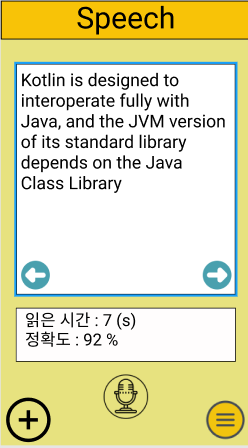 Speech
Kotlin is designed to
interoperate fully with
Java, and the JVM version
of its standard library
depends on the Java
Class Library
읽은 시간 : 7 (s)
정확도 : 92 %